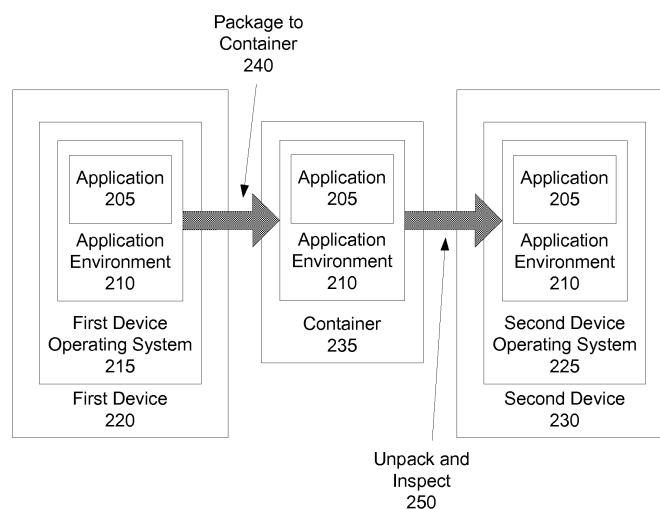 Package to
Container
240
Application
205
Application
Environment
210
First Device
Operating System
215
First Device
220
Application
205
Application
Environment
210
Container
235
Application
205
Application
Environment
210
Second Device
Operating System
225
Second Device
230
Unpack and
Inspect
250